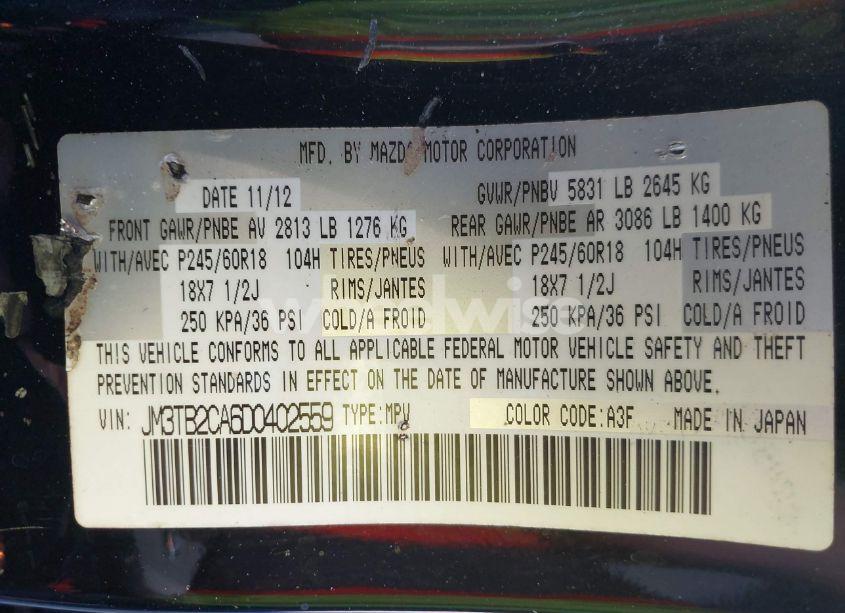 MFD. BY MAZDA MOTOR CORPORATION
DATE 11/12 GVWR/PNBV 5831 LB 2645 KG
FRONT GAWR/PNBE AV 2813 LB 1276 KG REAR GAWR/PNBE AR 3086 LB 1400 KG
WITH/AVEC P245/60R18 104H TIRES/PNEUS WITH/AVEC P245/60R18 104H TIRES/PNEUS
18X7 1/2J RIMS/JANTES 18X7 1/2J RIMS/JANTES
250 KPA/36 PSI COLD/A FROID 250 KPA/36 PSI COLD/A FROID
THIS VEHICLE CONFORMS TO ALL APPLICABLE FEDERAL MOTOR VEHICLE SAFETY AND THEFT
PREVENTION STANDARDS IN EFFECT ON THE DATE OF MANUFACTURE SHOWN ABOVE.
VIN: JM3TB2CA6D0402559 TYPE:MPV COLOR CODE:A3F MADE IN JAPAN